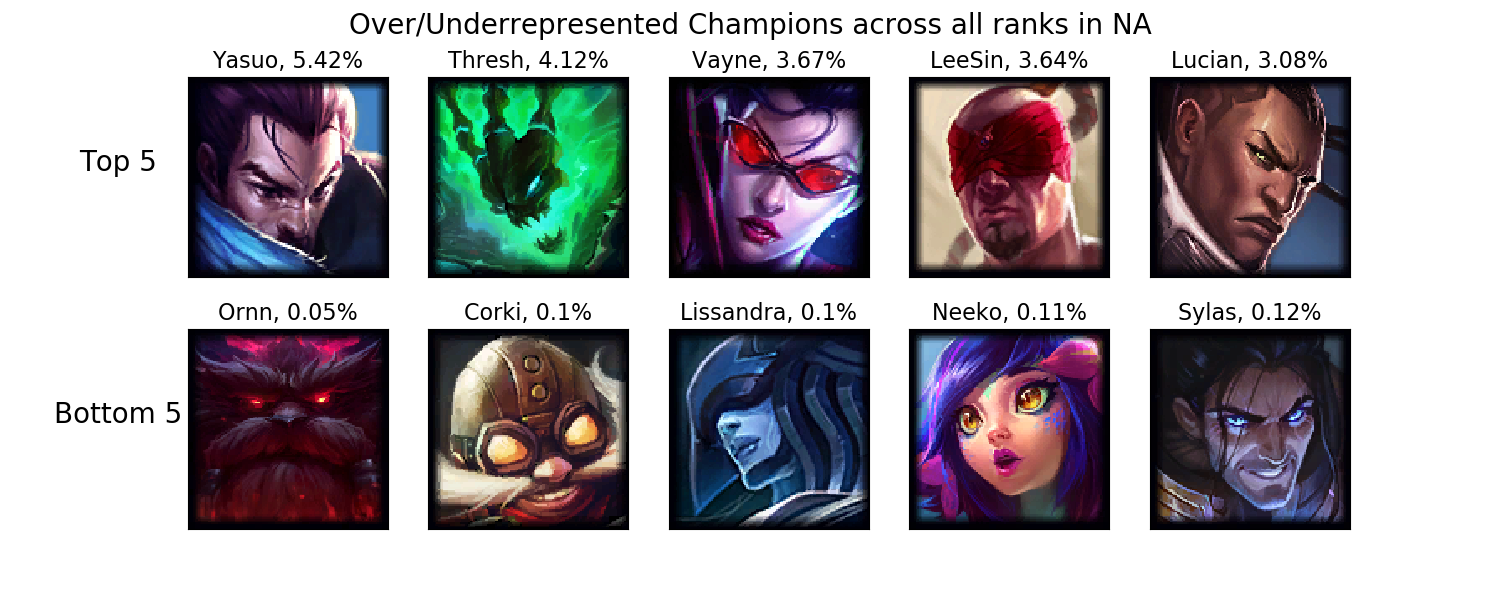 Over/Underrepresented Champions across all ranks in NA
Yasuo, 5.42%
Thresh, 4.12%
Vayne, 3.67%
LeeSin, 3.64%
Lucian, 3.08%
Top 5
Ornn, 0.05%
Corki, 0.1%
Lissandra, 0.1%
Neeko, 0.11%
Sylas, 0.12%
Bottom 5